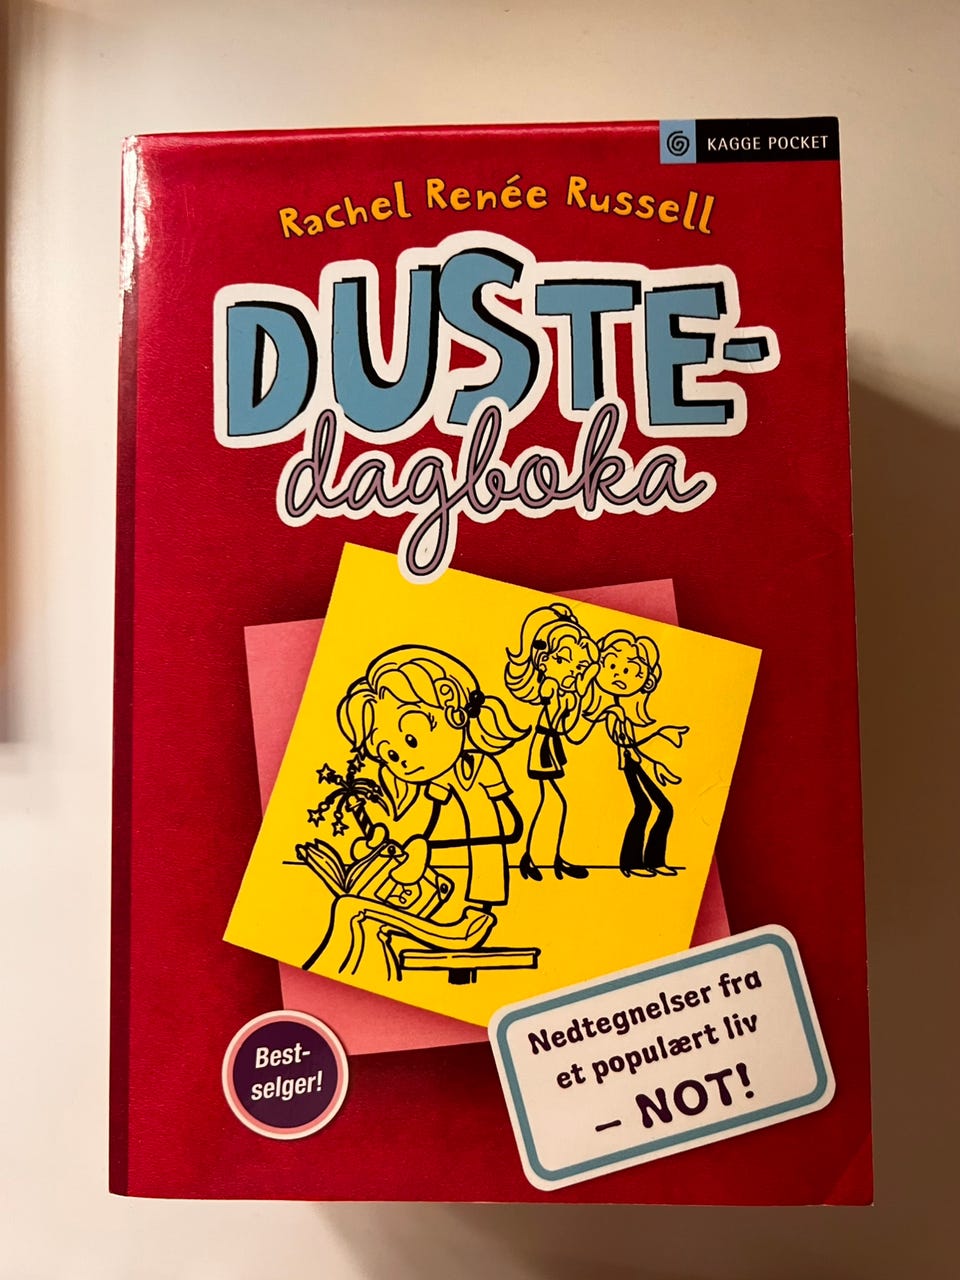 KAGGE POCKET
Rachel Renée Russell
DUSTE-
dagboka
Nedtegnelser fra
et populært liv
– NOT!
Best-
selger!